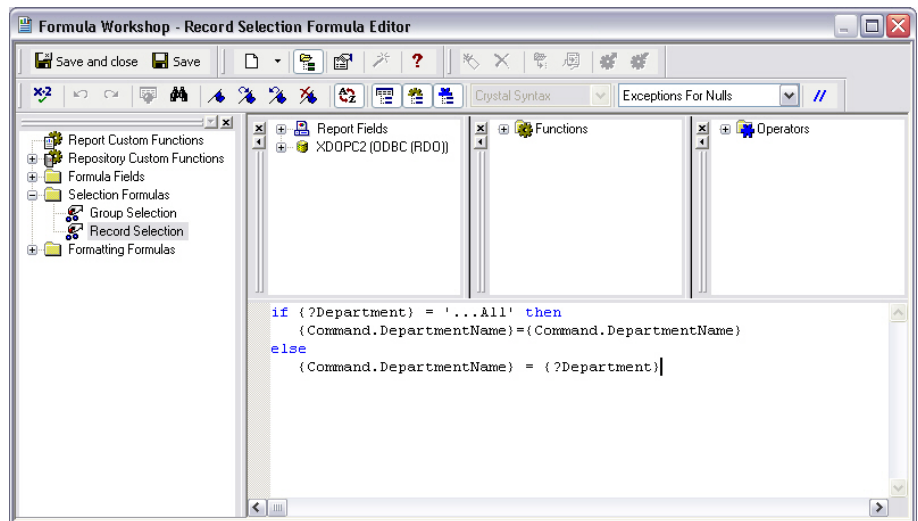 Formula Workshop - Record Selection Formula Editor
Save and close Save ?
x+2 A Z Crystal Syntax Exceptions For Nulls //
Report Custom Functions
Repository Custom Functions
Formula Fields
Selection Formulas
Group Selection
Record Selection
Formatting Formulas
Report Fields
XDOPC2 (ODBC (RDO))
Functions
Operators
if {?Department} = '...All' then
{Command.DepartmentName}={Command.DepartmentName}
else
{Command.DepartmentName} = {?Department}